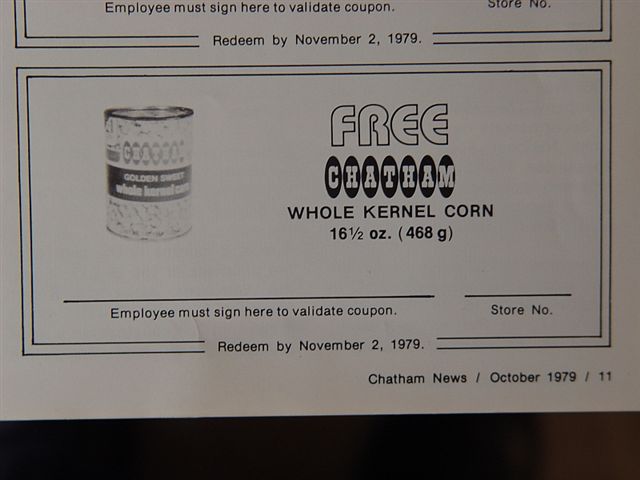 Employee must sign here to validate coupon. Store No.
Redeem by November 2, 1979.
FREE
CHATHAM
WHOLE KERNEL CORN
16½ oz. (468 g)
CHATHAM
GOLDEN SWEET
whole kernel corn
Employee must sign here to validate coupon. Store No.
Redeem by November 2, 1979.
Chatham News / October 1979 / 11